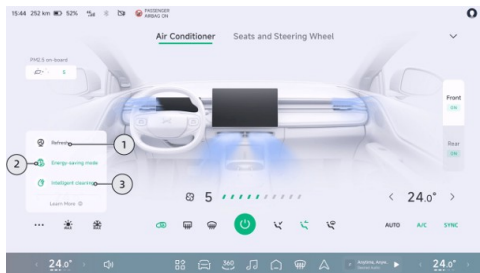 15:44 252 km 52%
PASSENGER
AIRBAG ON
Air Conditioner Seats and Steering Wheel
PM2.5 on-board
5
Front
ON
Rear
ON
Refresh 1
2 Energy-saving mode
Intelligent cleaning 3
Learn More
5
24.0°
AUTO A/C SYNC
24.0°
360
24.0°